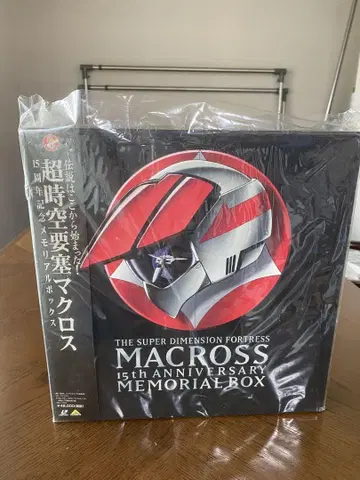 伝説はここから始まった!
超時空要塞マクロス
15周年記念メモリアルボックス
THE SUPER DIMENSION FORTRESS
MACROSS
15th ANNIVERSARY
MEMORIAL BOX